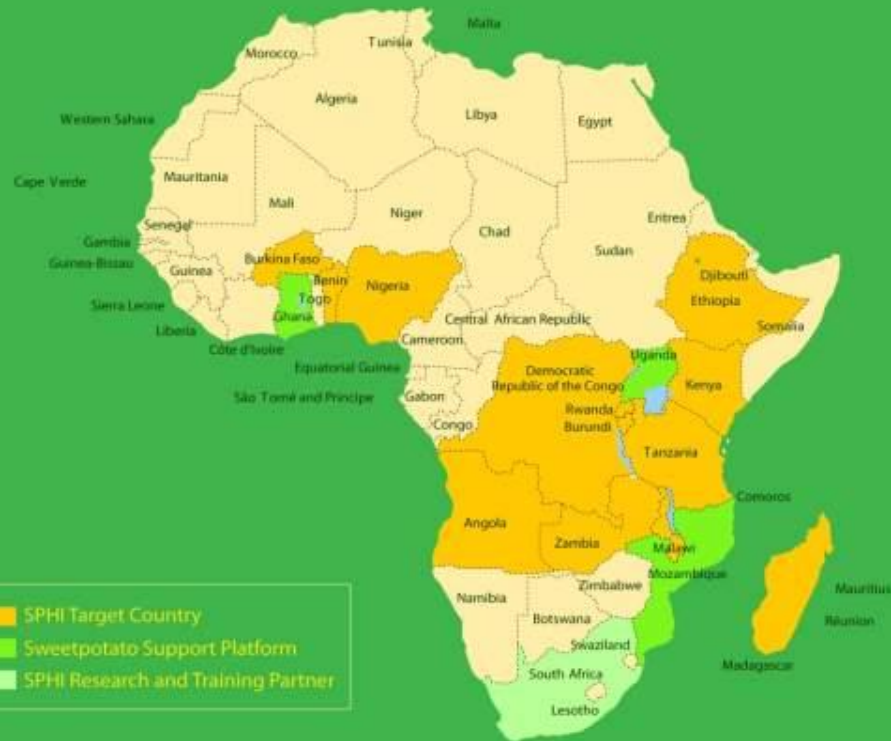 Malta
Tunisia
Morocco
Algeria
Libya
Egypt
Western Sahara
Mauritania
Cape Verde
Mali
Niger
Chad
Sudan
Eritrea
Senegal
Gambia
Guinea-Bissau
Guinea
Burkina Faso
Benin
Nigeria
Togo
Ghana
Djibouti
Ethiopia
Somalia
Sierra Leone
Liberia
Côte d'Ivoire
Central African Republic
Cameroon
Equatorial Guinea
São Tomé and Principe
Gabon
Congo
Democratic
Republic of the Congo
Uganda
Kenya
Rwanda
Burundi
Tanzania
Comoros
Angola
Zambia
Malawi
Mozambique
Zimbabwe
Namibia
Botswana
Swaziland
South Africa
Lesotho
Mauritius
Réunion
Madagascar
SPHI Target Country
Sweetpotato Support Platform
SPHI Research and Training Partner